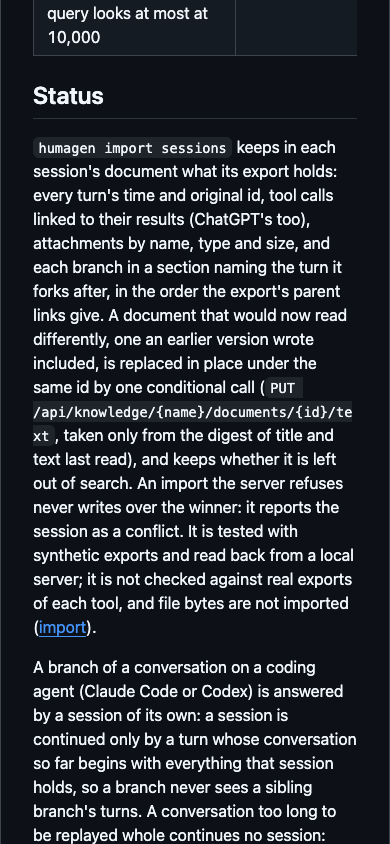 query looks at most at
10,000
Status
humagen import sessions keeps in each
session's document what its export holds:
every turn's time and original id, tool calls
linked to their results (ChatGPT's too),
attachments by name, type and size, and
each branch in a section naming the turn it
forks after, in the order the export's parent
links give. A document that would now read
differently, one an earlier version wrote
included, is replaced in place under the
same id by one conditional call ( PUT
/api/knowledge/{name}/documents/{id}/te
xt , taken only from the digest of title and
text last read), and keeps whether it is left
out of search. An import the server refuses
never writes over the winner: it reports the
session as a conflict. It is tested with
synthetic exports and read back from a local
server; it is not checked against real exports
of each tool, and file bytes are not imported
(import).
A branch of a conversation on a coding
agent (Claude Code or Codex) is answered
by a session of its own: a session is
continued only by a turn whose conversation
so far begins with everything that session
holds, so a branch never sees a sibling
branch's turns. A conversation too long to
be replayed whole continues no session: